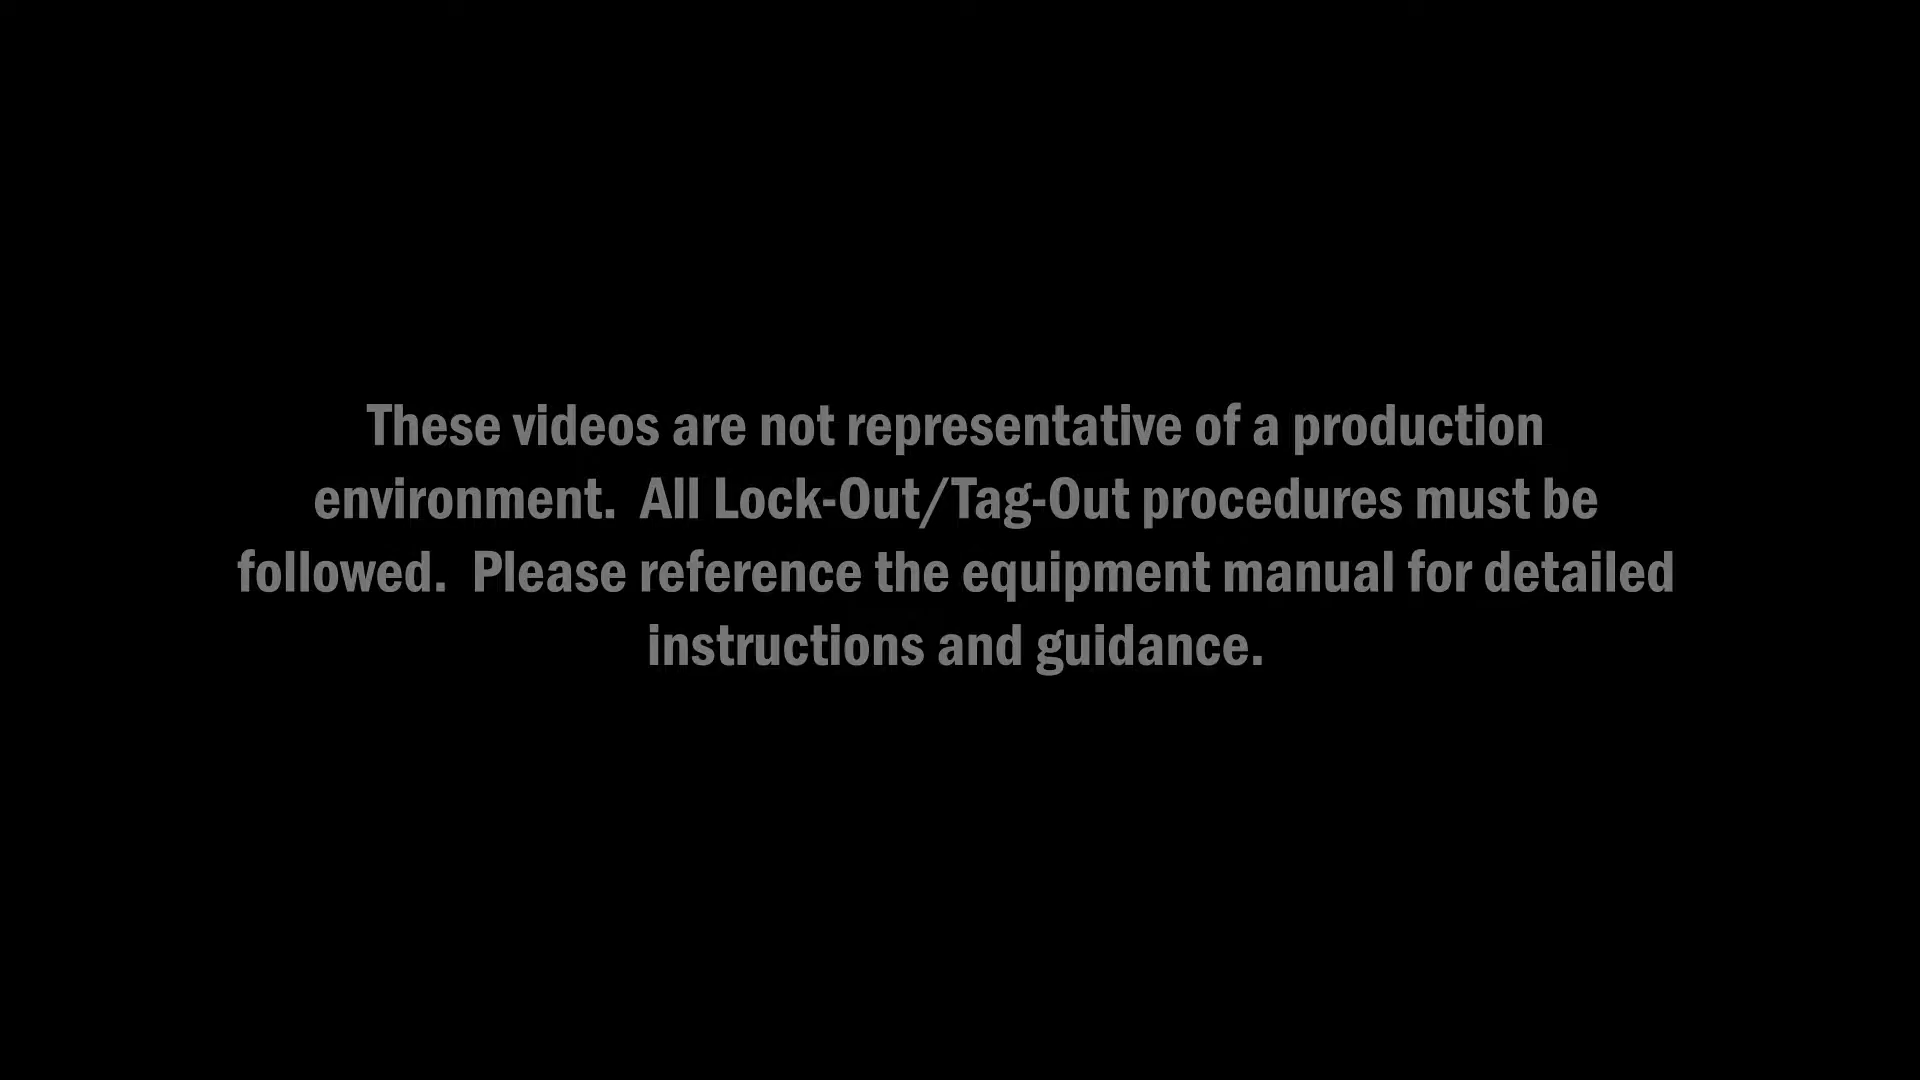 These videos are not representative of a production
environment.  All Lock-Out/Tag-Out procedures must be
followed.  Please reference the equipment manual for detailed
instructions and guidance.